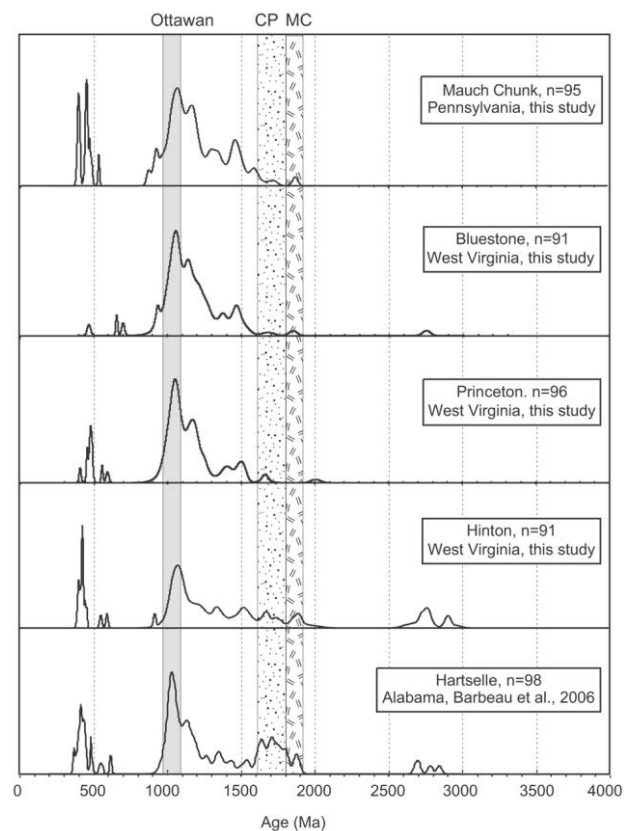 Ottawan CP MC
Mauch Chunk, n=95
Pennsylvania, this study
Bluestone, n=91
West Virginia, this study
Princeton. n=96
West Virginia, this study
Hinton, n=91
West Virginia, this study
Hartselle, n=98
Alabama, Barbeau et al., 2006
0 500 1000 1500 2000 2500 3000 3500 4000
Age (Ma)